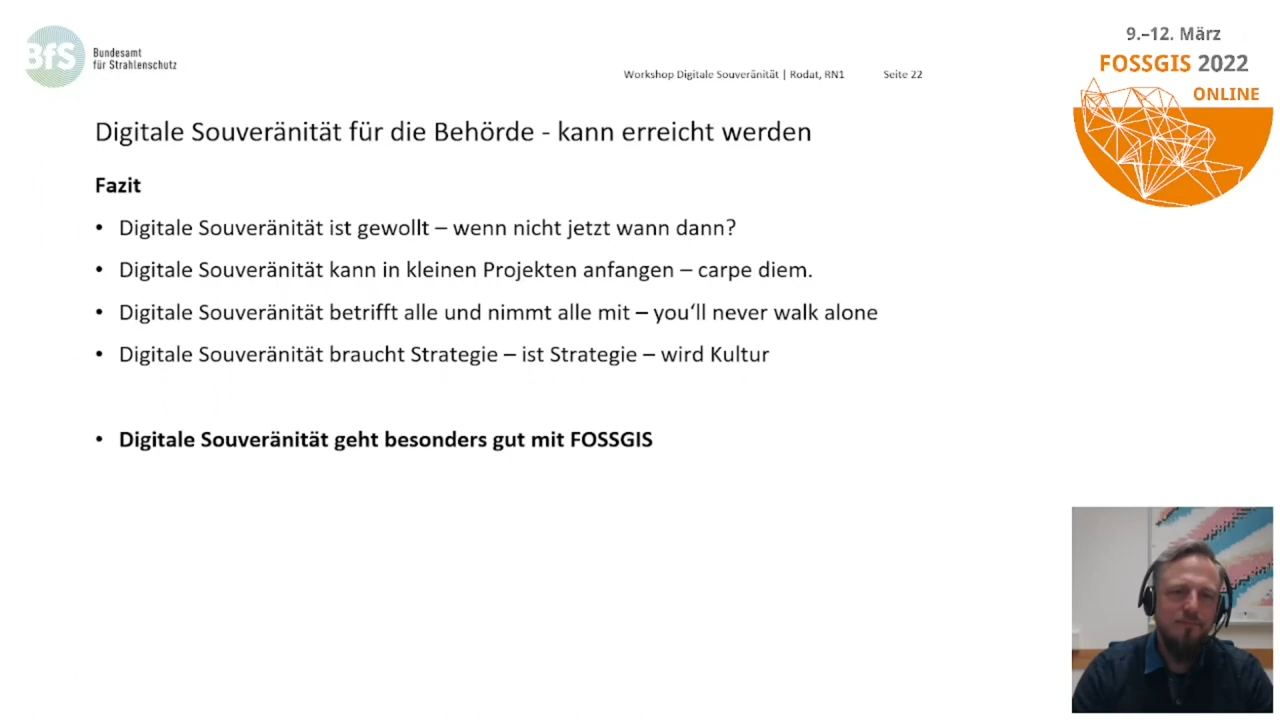 BfS
Bundesamt
für Strahlenschutz
Workshop Digitale Souveränität | Rodat, RN1 Seite 22
9.–12. März
FOSSGIS 2022
ONLINE
Digitale Souveränität für die Behörde - kann erreicht werden
Fazit
• Digitale Souveränität ist gewollt – wenn nicht jetzt wann dann?
• Digitale Souveränität kann in kleinen Projekten anfangen – carpe diem.
• Digitale Souveränität betrifft alle und nimmt alle mit – you‘ll never walk alone
• Digitale Souveränität braucht Strategie – ist Strategie – wird Kultur
• Digitale Souveränität geht besonders gut mit FOSSGIS